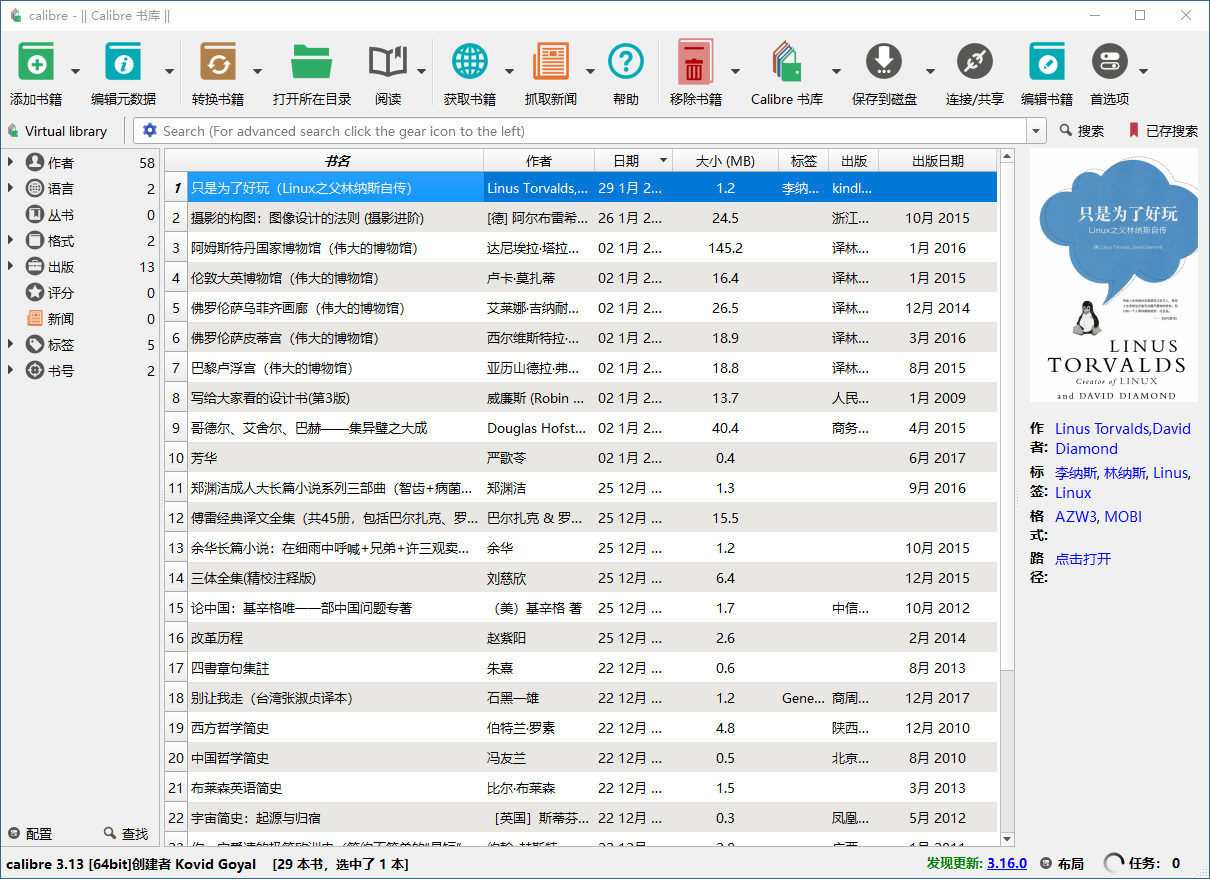 calibre - || Calibre 书库 ||
添加书籍 编辑元数据 转换书籍 打开所在目录 阅读 获取书籍 抓取新闻 帮助 移除书籍 Calibre 书库 保存到磁盘 连接/共享 编辑书籍 首选项
Virtual library Search (For advanced search click the gear icon to the left) 搜索 已存搜索
作者 58
语言 2
丛书 0
格式 2
出版 13
评分 0
新闻 0
标签 5
书号 2
书名 作者 日期 大小 (MB) 标签 出版 出版日期
1 只是为了好玩（Linux之父林纳斯自传） Linus Torvalds,... 29 1月 2... 1.2 李纳... kindl...
2 摄影的构图：图像设计的法则 (摄影进阶) [德] 阿尔布雷希... 26 1月 2... 24.5 浙江... 10月 2015
3 阿姆斯特丹国家博物馆（伟大的博物馆） 达尼埃拉·塔拉... 02 1月 2... 145.2 译林... 1月 2016
4 伦敦大英博物馆（伟大的博物馆） 卢卡·莫扎蒂 02 1月 2... 16.4 译林... 1月 2015
5 佛罗伦萨乌菲齐画廊（伟大的博物馆） 艾莱娜·吉纳耐... 02 1月 2... 26.5 译林... 12月 2014
6 佛罗伦萨皮蒂宫（伟大的博物馆） 西尔维斯特拉·... 02 1月 2... 18.9 译林... 3月 2016
7 巴黎卢浮宫（伟大的博物馆） 亚历山德拉·弗... 02 1月 2... 18.8 译林... 8月 2015
8 写给大家看的设计书(第3版) 威廉斯 (Robin ... 02 1月 2... 13.7 人民... 1月 2009
9 哥德尔、艾舍尔、巴赫——集异璧之大成 Douglas Hofst... 02 1月 2... 40.4 商务... 4月 2015
10 芳华 严歌苓 02 1月 2... 0.4 6月 2017
11 郑渊洁成人大长篇小说系列三部曲（智齿+病菌... 郑渊洁 25 12月 ... 1.3 9月 2016
12 傅雷经典译文全集（共45册，包括巴尔扎克、罗... 巴尔扎克 & 罗... 25 12月 ... 15.5
13 余华长篇小说：在细雨中呼喊+兄弟+许三观卖... 余华 25 12月 ... 1.2 10月 2015
14 三体全集(精校注释版) 刘慈欣 25 12月 ... 6.4 12月 2015
15 论中国：基辛格唯一一部中国问题专著 （美）基辛格 著 25 12月 ... 1.7 中信... 10月 2012
16 改革历程 赵紫阳 25 12月 ... 2.6 2月 2014
17 四書章句集註 朱熹 22 12月 ... 0.6 8月 2013
18 别让我走（台湾张淑贞译本） 石黑一雄 22 12月 ... 1.2 Gene... 商周... 12月 2017
19 西方哲学简史 伯特兰·罗素 22 12月 ... 4.8 陕西... 12月 2010
20 中国哲学简史 冯友兰 22 12月 ... 0.5 北京... 8月 2010
21 布莱森英语简史 比尔·布莱森 22 12月 ... 1.5 3月 2013
22 宇宙简史：起源与归宿 ［英国］斯蒂芬... 22 12月 ... 0.3 凤凰... 5月 2012
只是为了好玩
Linux之父林纳斯自传
LINUS
TORVALDS
Creator of LINUX
and DAVID DIAMOND
作者: Linus Torvalds,David Diamond
标签: 李纳斯, 林纳斯, Linus, Linux
格式: AZW3, MOBI
路径: 点击打开
配置 查找
calibre 3.13 [64bit]创建者 Kovid Goyal [29 本书，选中了 1 本] 发现更新: 3.16.0 布局 任务： 0